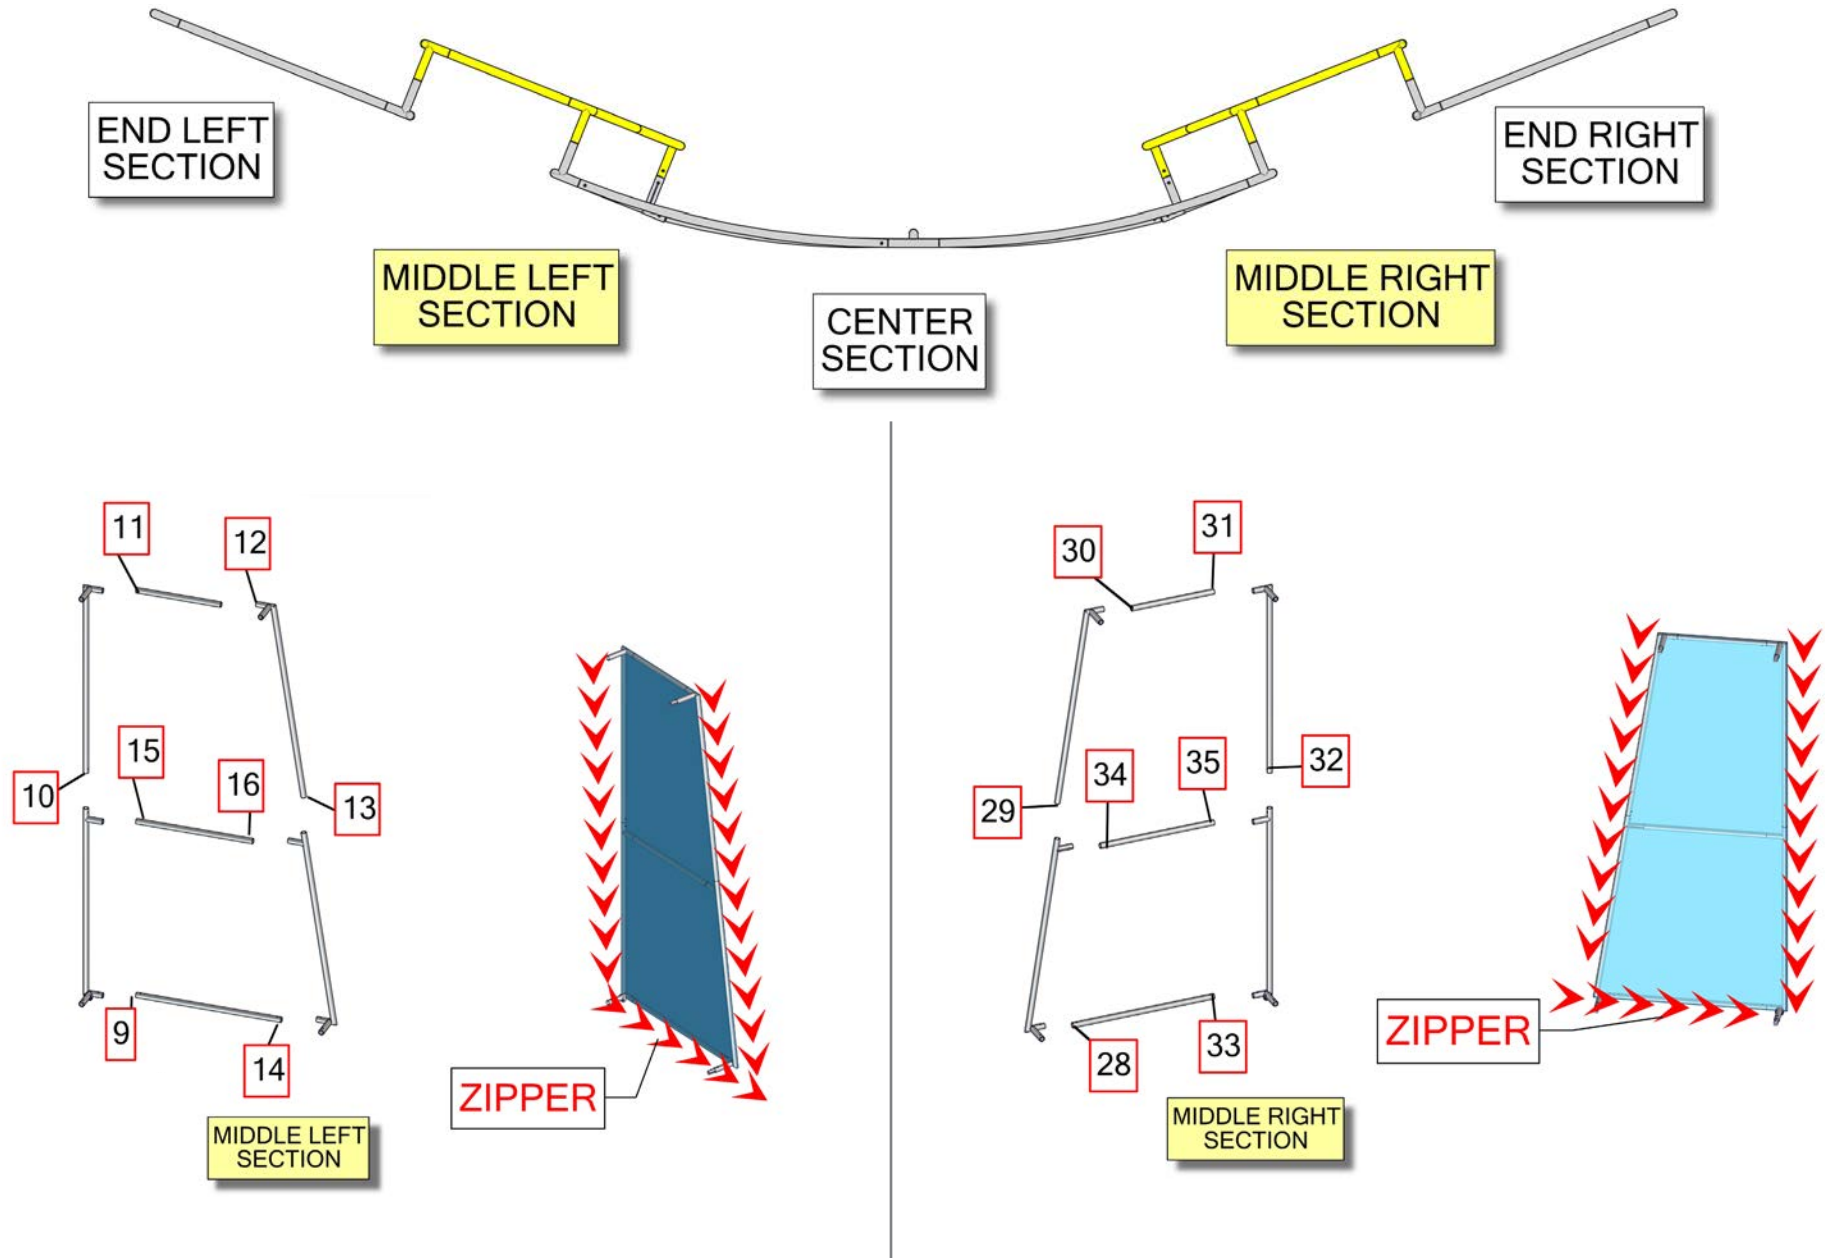 END LEFT
SECTION
END RIGHT
SECTION
MIDDLE LEFT
SECTION
MIDDLE RIGHT
SECTION
CENTER
SECTION
11
12
15
16
10
13
9
14
MIDDLE LEFT
SECTION
ZIPPER
30
31
34
35
32
29
28
33
MIDDLE RIGHT
SECTION
ZIPPER